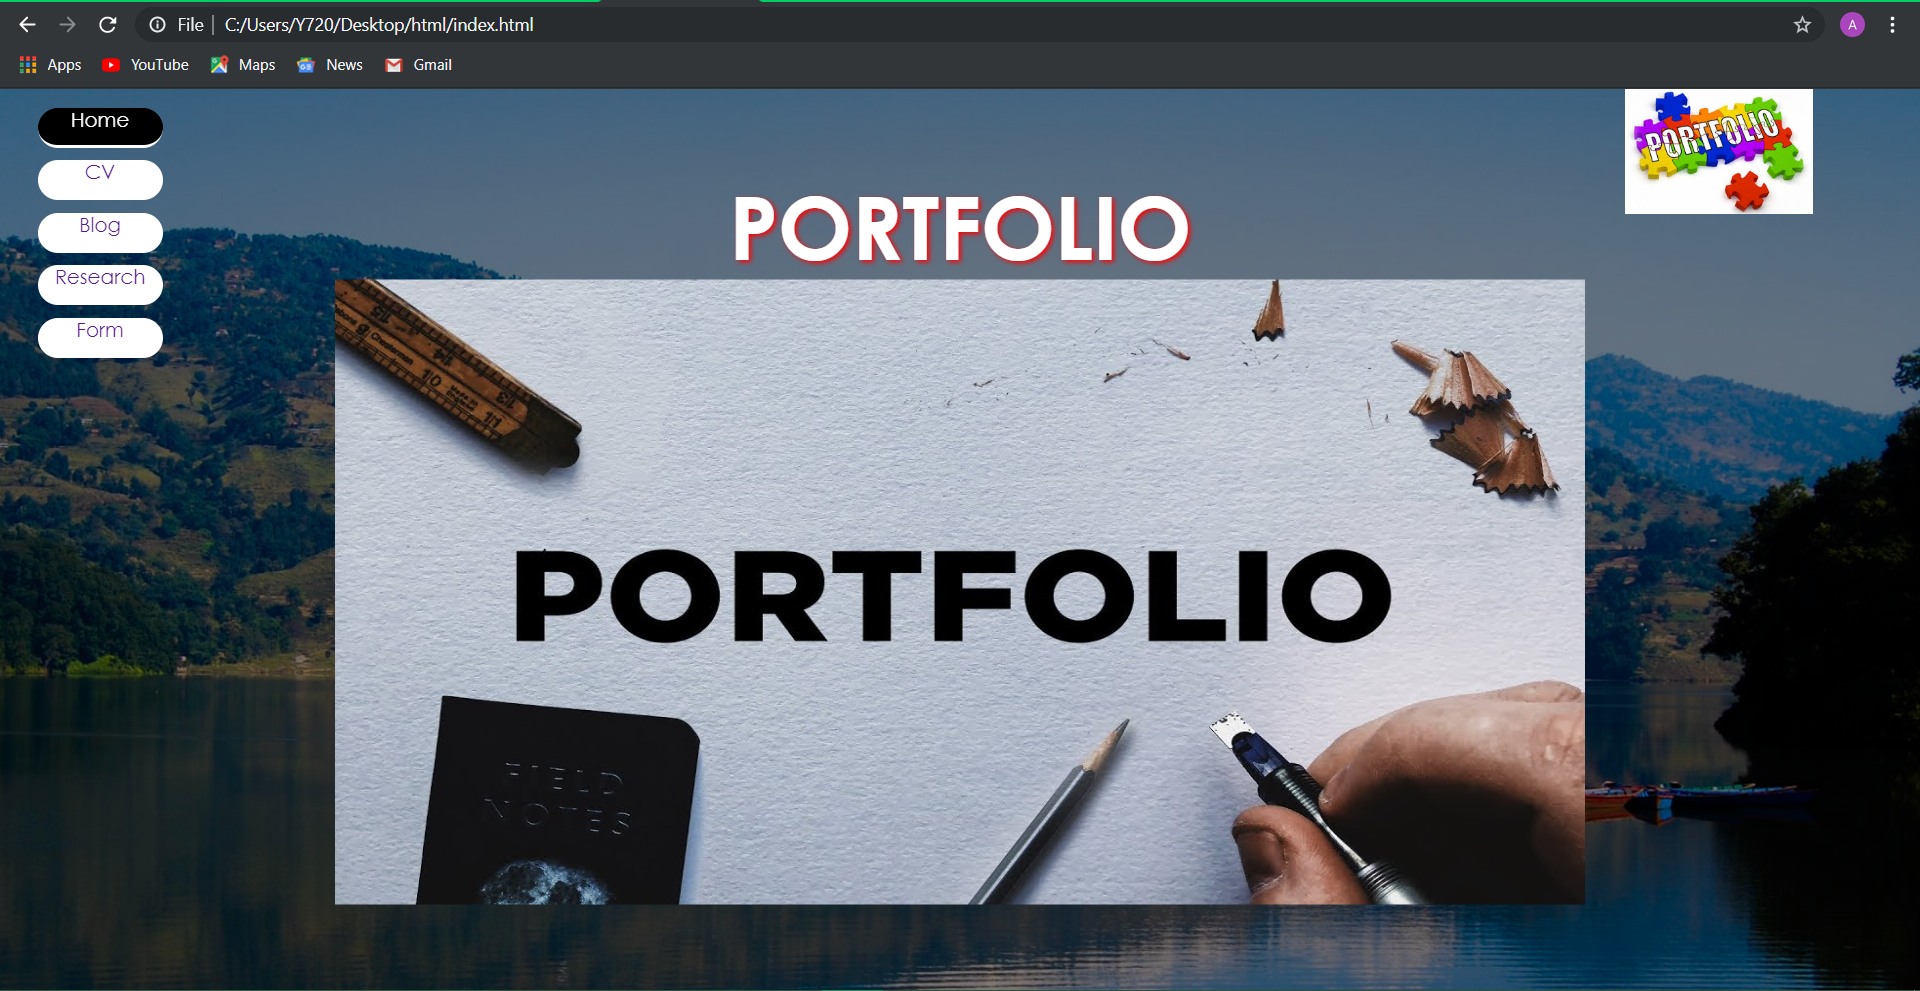 File C:/Users/Y720/Desktop/html/index.html
A
Apps YouTube Maps News Gmail
Home
CV
Blog
Research
Form
PORTFOLIO
PORTFOLIO
PORTFOLIO
FIELD
NOTES